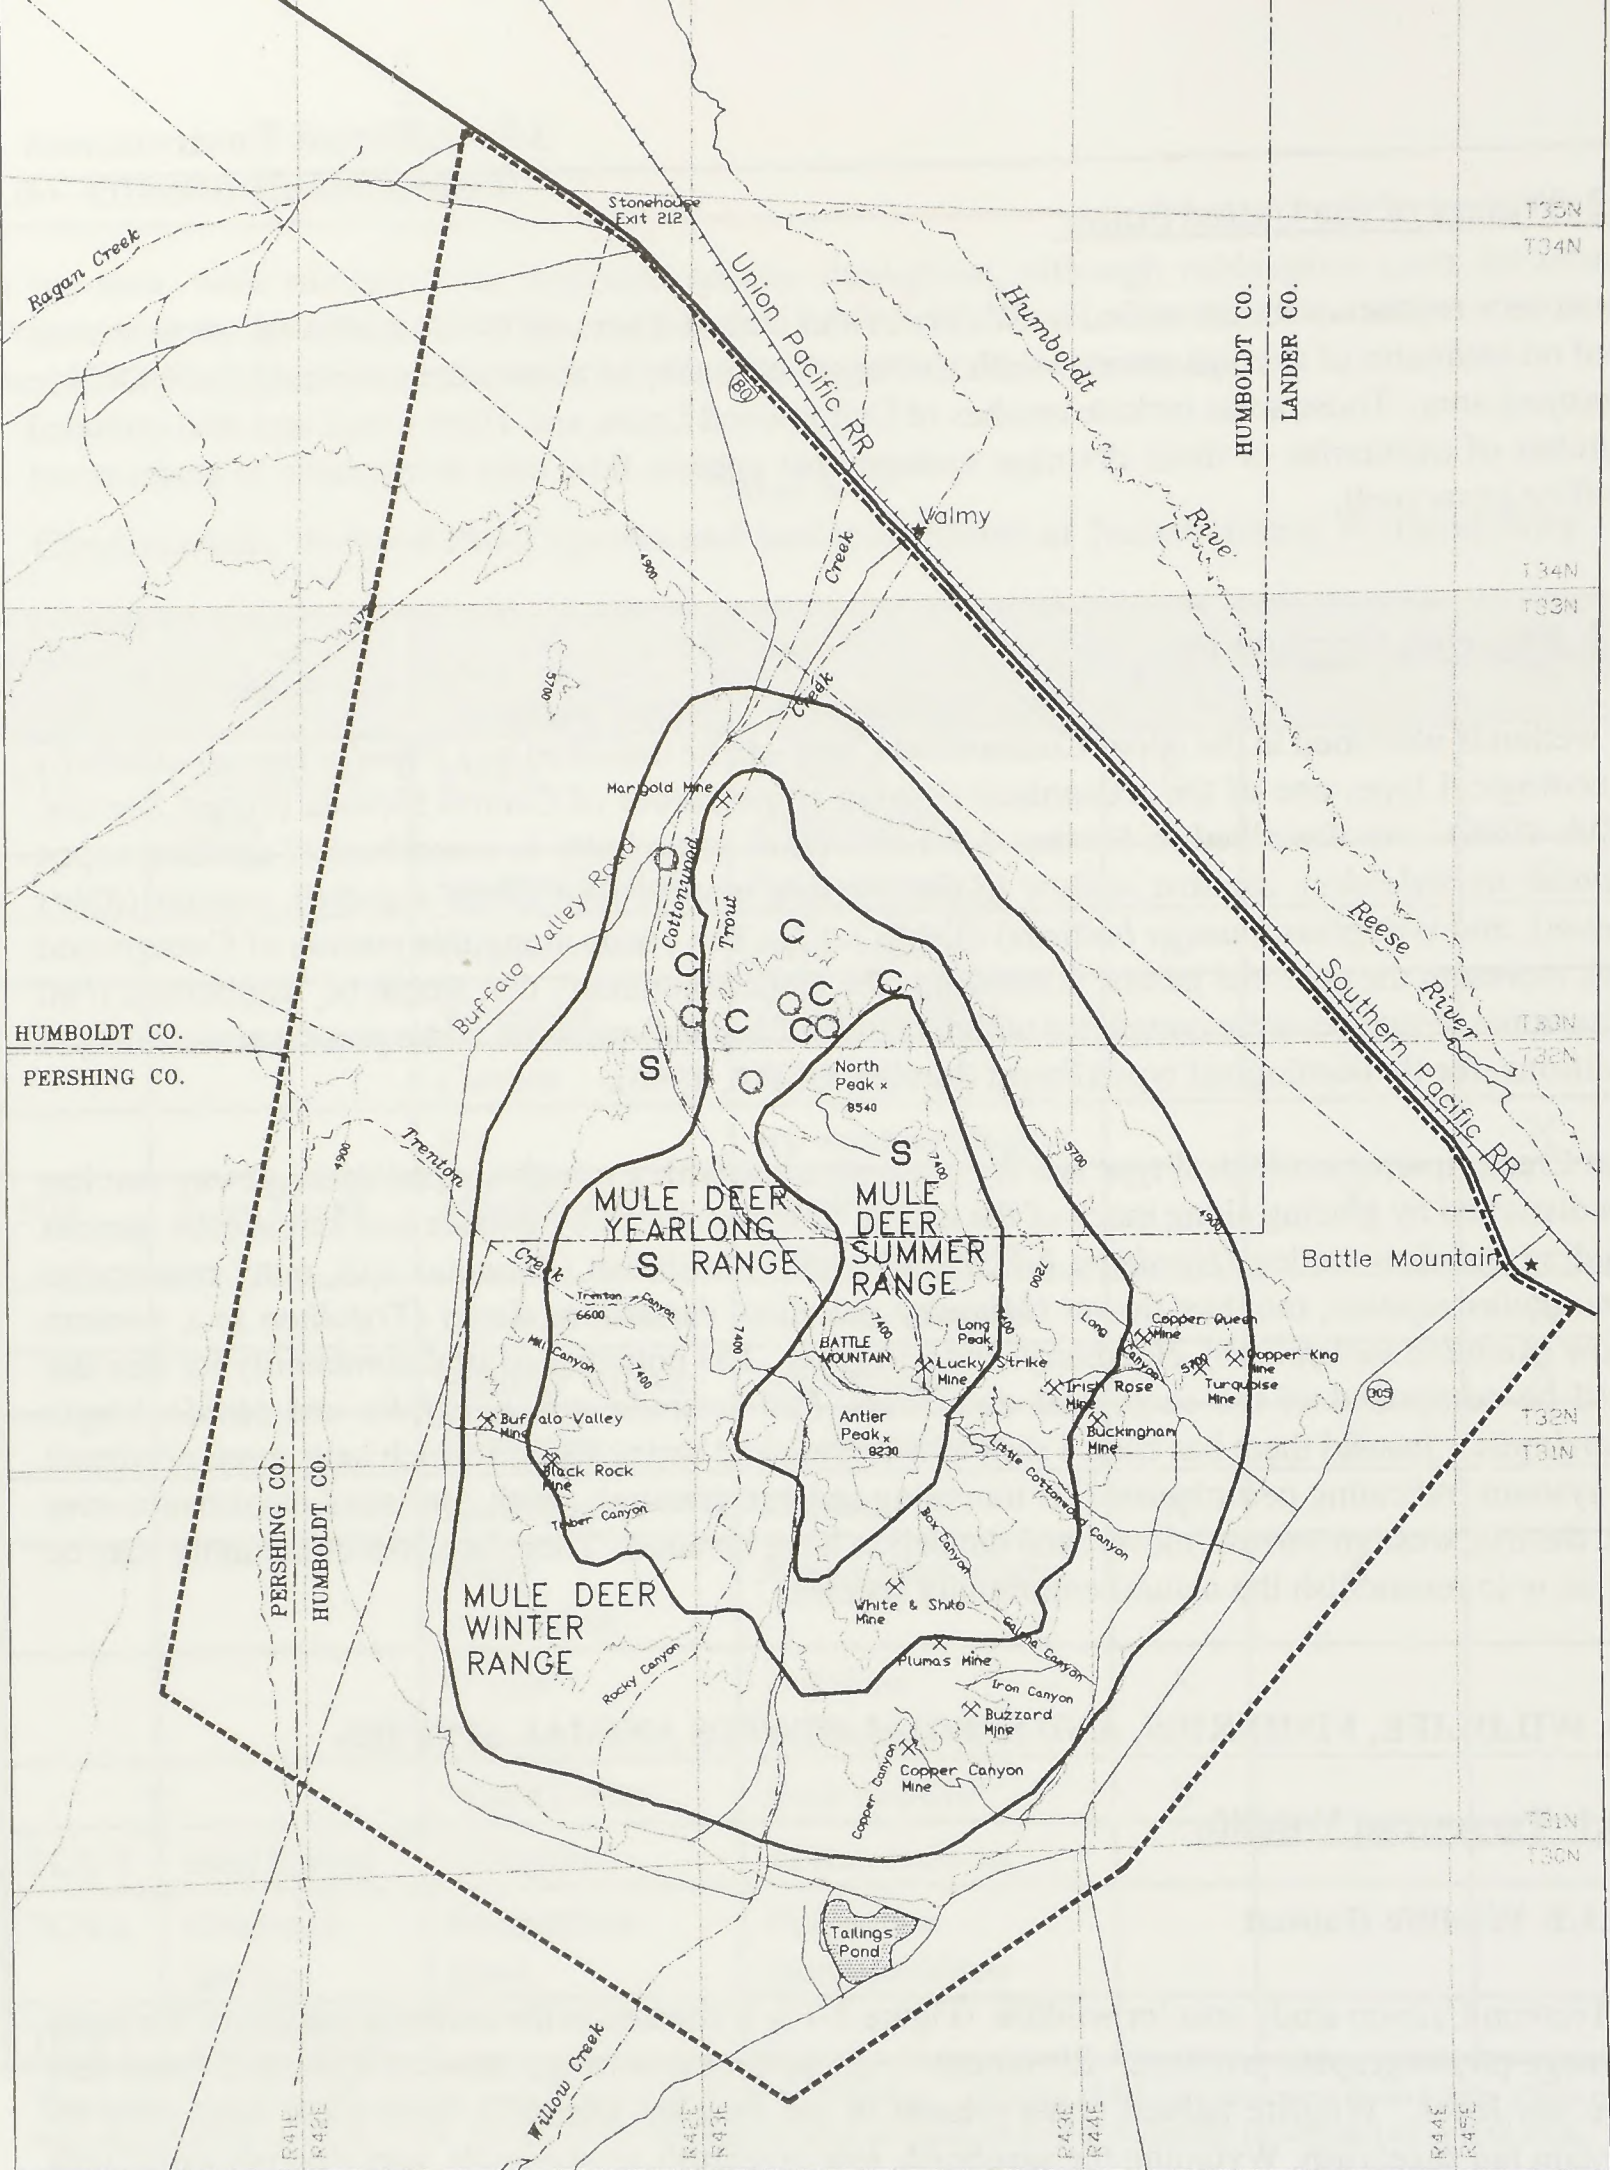 T35N
Stonehouse
Exit 212
T34N
Ragan Creek
Union Pacific RR
Humboldt
HUMBOLDT CO.
LANDER CO.
80
Valmy
River
Creek
4900
T34N
T33N
5700
Creek
Marigold Mine
Buffalo Valley Road
Cottonwood
Trout
Reese
River
C
C
Southern Pacific RR
C
O
C
O
C
C
O
O
O
HUMBOLDT CO.
PERSHING CO.
T33N
T32N
S
North
Peak x
8540
Trenton
4900
S
7400
5700
MULE DEER
YEARLONG
S RANGE
MULE
DEER
SUMMER
RANGE
4900
Creek
7200
Battle Mountain
Trenton Canyon
6600
Mill Canyon
7400
7400
BATTLE
MOUNTAIN
7400
Long
Peak x
7400
Lucky Strike
Mine
Long
Canyon
Copper Queen
Mine
Copper King
Mine
5700
Turquoise
Mine
Irish Rose
Mine
Buckingham
Mine
305
Buffalo Valley
Mine
Antler
Peak x
8230
T32N
T31N
Black Rock
Mine
Little Cottonwood Canyon
Timber Canyon
Box Canyon
PERSHING CO.
HUMBOLDT CO.
MULE DEER
WINTER
RANGE
White & Shilo
Mine
Galena Canyon
Plumas Mine
Rocky Canyon
Iron Canyon
Buzzard
Mine
Copper Canyon
Copper Canyon
Mine
T31N
T30N
Tailings
Pond
Willow Creek
R41E
R42E
R42E
R43E
R43E
R44E
R44E
R45E